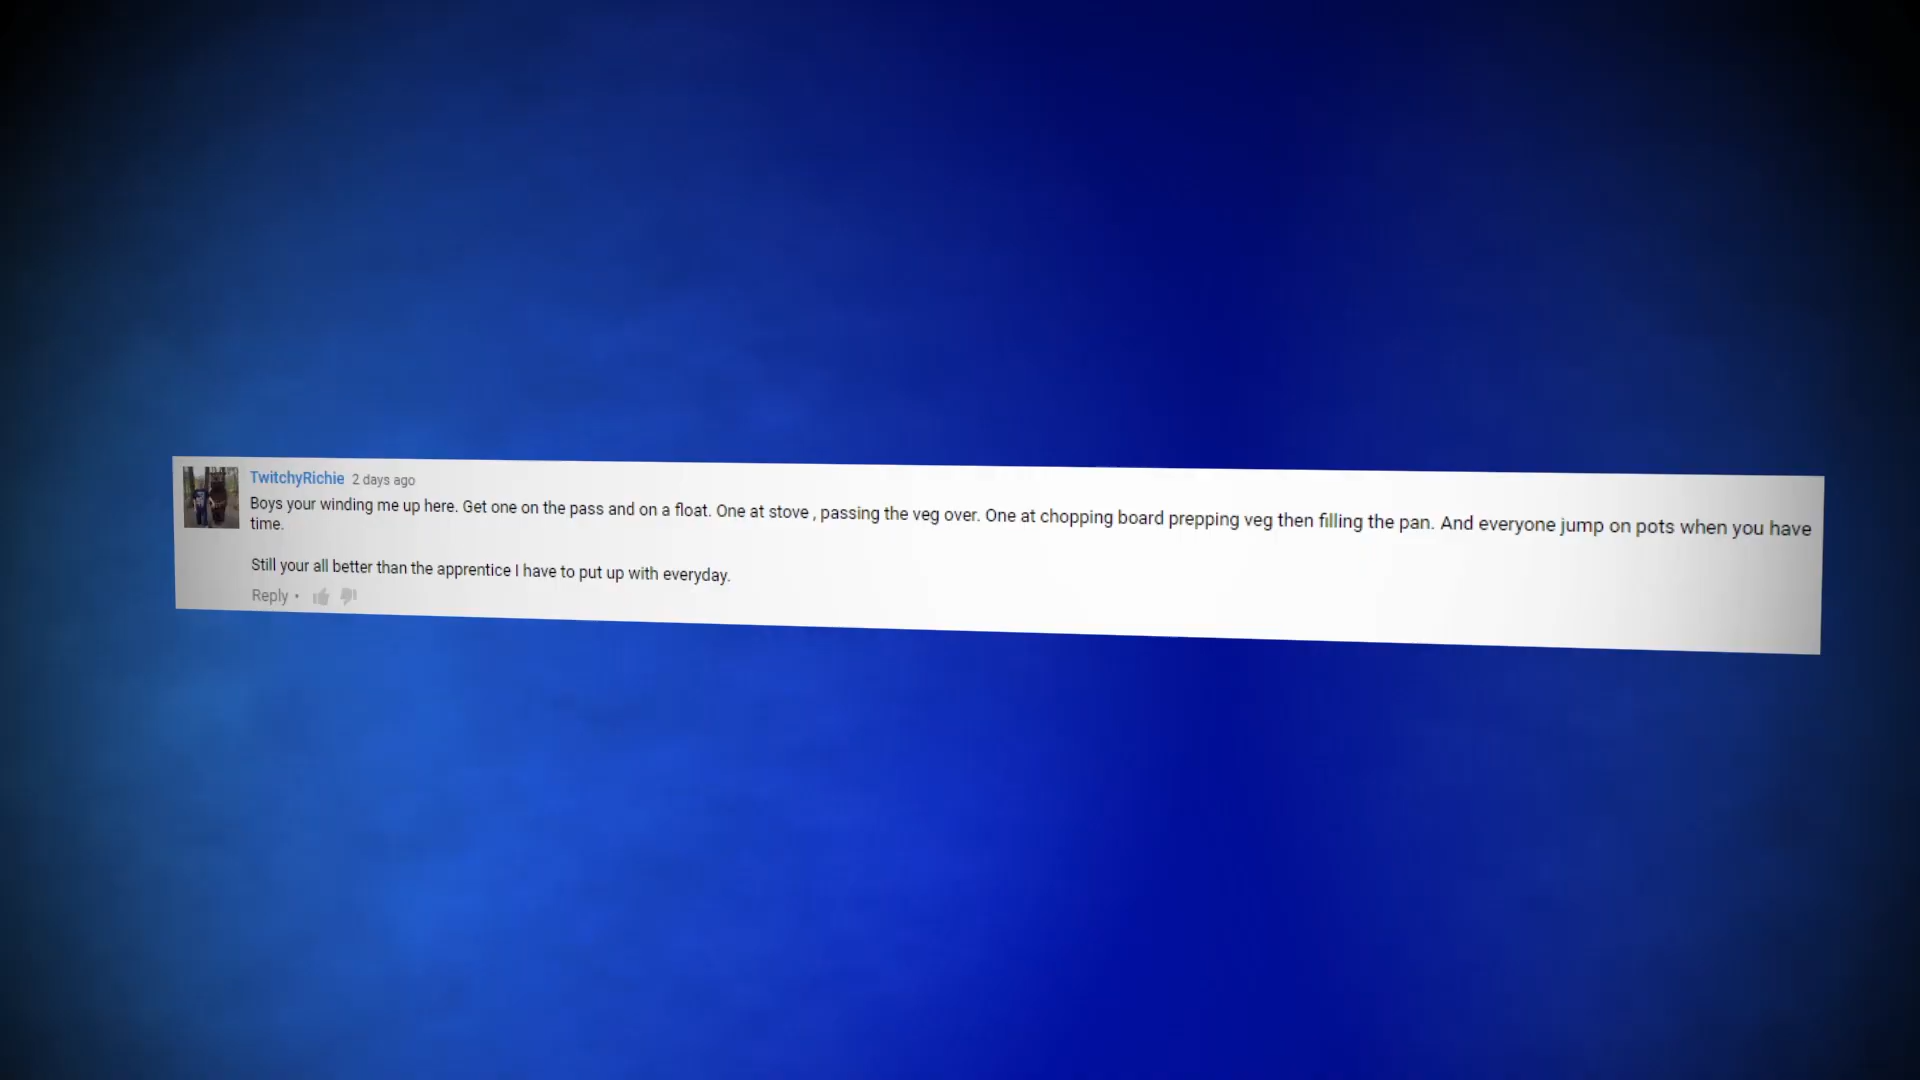 TwitchyRichie 2 days ago
Boys your winding me up here. Get one on the pass and on a float. One at stove , passing the veg over. One at chopping board prepping veg then filling the pan. And everyone jump on pots when you have
time.
Still your all better than the apprentice I have to put up with everyday.
Reply •